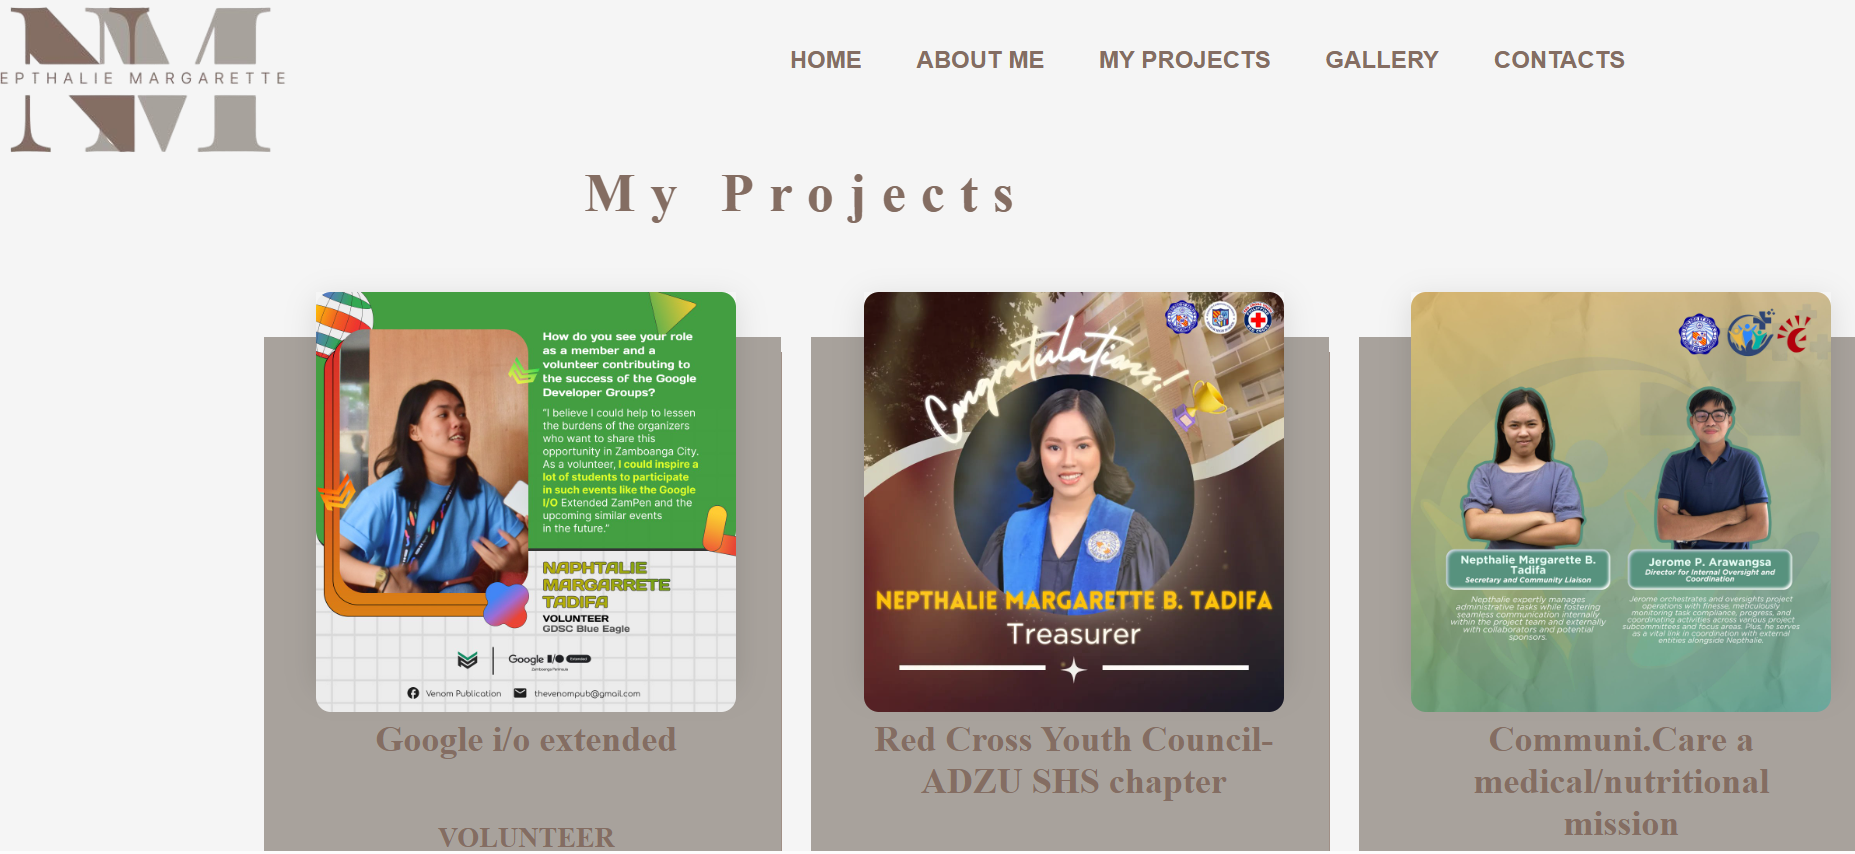 EPTHALIE MARGARETTE
HOME ABOUT ME MY PROJECTS GALLERY CONTACTS
My Projects
How do you see your role
as a member and a
volunteer contributing to
the success of the Google
Developer Groups?
"I believe I could help to lessen
the burdens of the organizers
who want to share this
opportunity in Zamboanga City.
As a volunteer, I could inspire a
lot of students to participate
in such events like the Google
I/O Extended ZamPen and the
upcoming similar events
in the future."
NAPHTALIE
MARGARRETE
TADIFA
VOLUNTEER
GDSC Blue Eagle
Google I/O Extended
Zamboanga Peninsula
Venom Publication thevenompub@gmail.com
Google i/o extended
VOLUNTEER
Congratulations!
NEPTHALIE MARGARETTE B. TADIFA
Treasurer
Red Cross Youth Council-
ADZU SHS chapter
Nepthalie Margarette B.
Tadifa
Secretary and Community Liaison
Nepthalie expertly manages
administrative tasks while fostering
seamless communication internally
within the project team and externally
with collaborators and potential
sponsors.
Jerome P. Arawangsa
Director for Internal Oversight and
Coordination
Jerome orchestrates and oversights project
operations with finesse, meticulously
monitoring task compliance, progress, and
coordinating activities across various project
subcommittees and focus areas. Plus, he serves
as a vital link in coordination with external
entities alongside Nepthalie.
Communi.Care a
medical/nutritional
mission